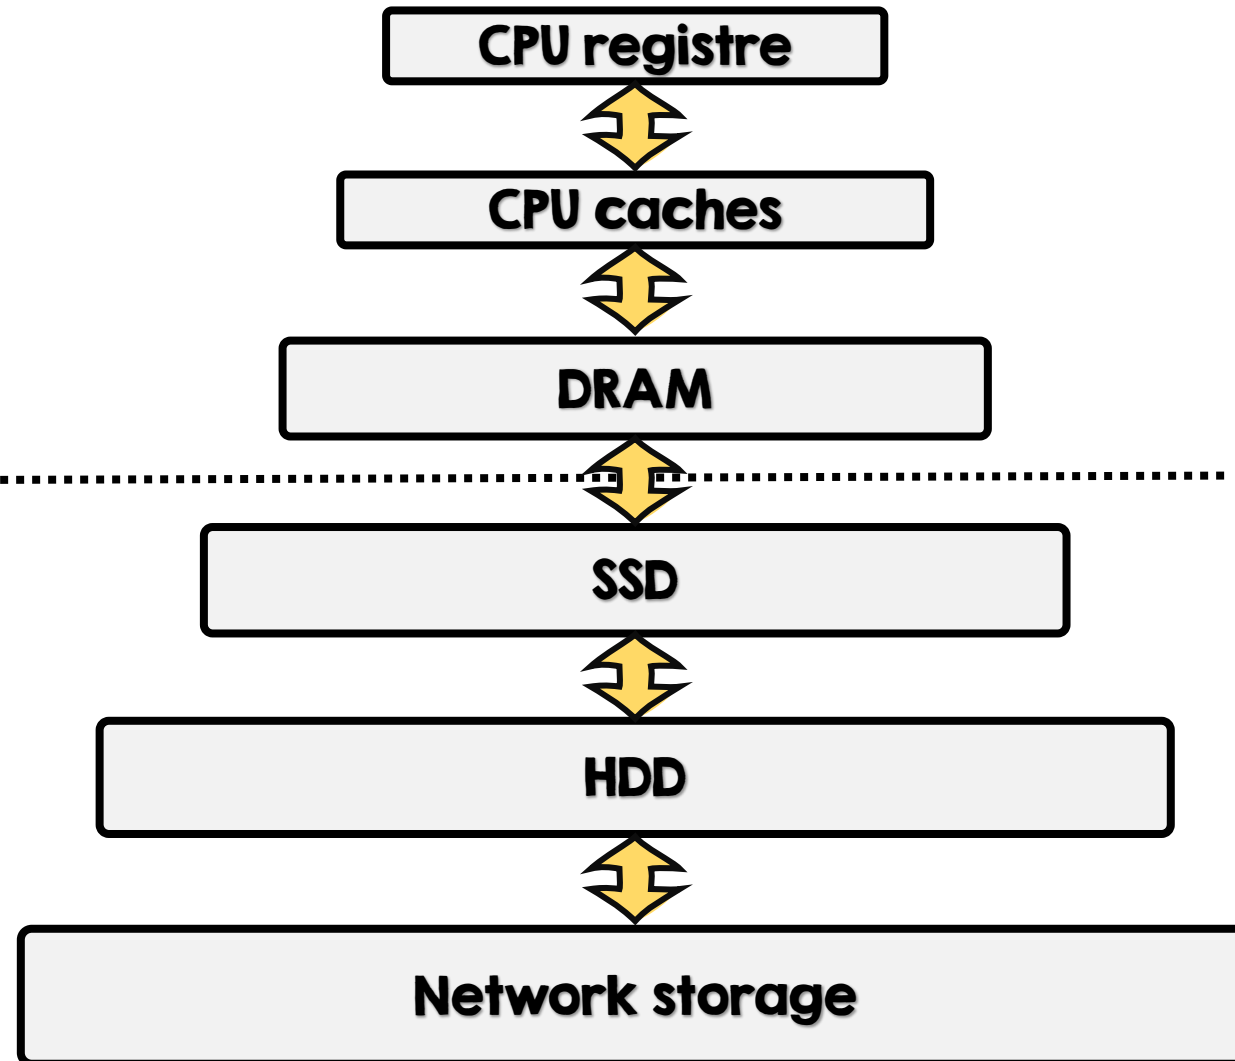 CPU registre
CPU caches
DRAM
SSD
HDD
Network storage